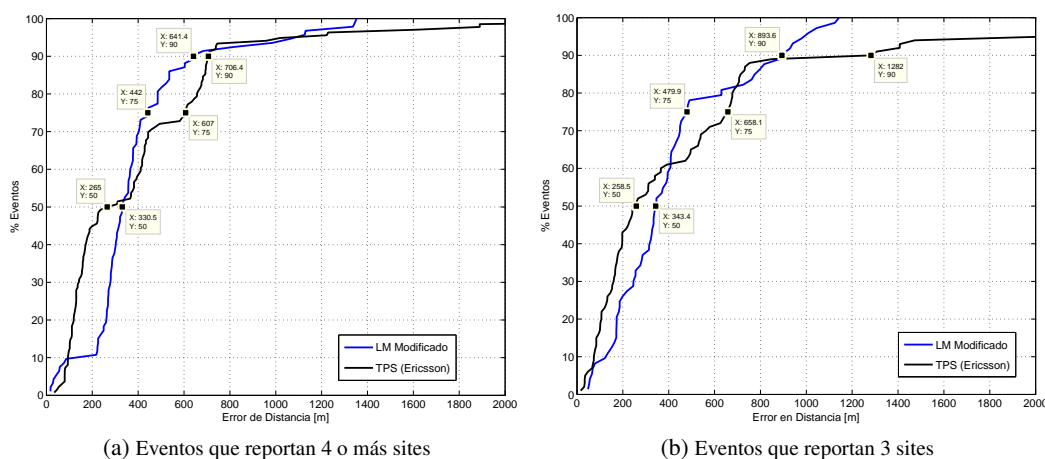 100
90
80
70
60
50
40
30
20
10
0
% Eventos
X: 641.4
Y: 90
X: 706.4
Y: 90
X: 442
Y: 75
X: 607
Y: 75
X: 265
Y: 50
X: 330.5
Y: 50
LM Modificado
TPS (Ericsson)
0 200 400 600 800 1000 1200 1400 1600 1800 2000
Error de Distancia [m]
(a) Eventos que reportan 4 o más sites
100
90
80
70
60
50
40
30
20
10
0
% Eventos
X: 893.6
Y: 90
X: 1282
Y: 90
X: 479.9
Y: 75
X: 658.1
Y: 75
X: 258.5
Y: 50
X: 343.4
Y: 50
LM Modificado
TPS (Ericsson)
0 200 400 600 800 1000 1200 1400 1600 1800 2000
Error en Distancia [m]
(b) Eventos que reportan 3 sites